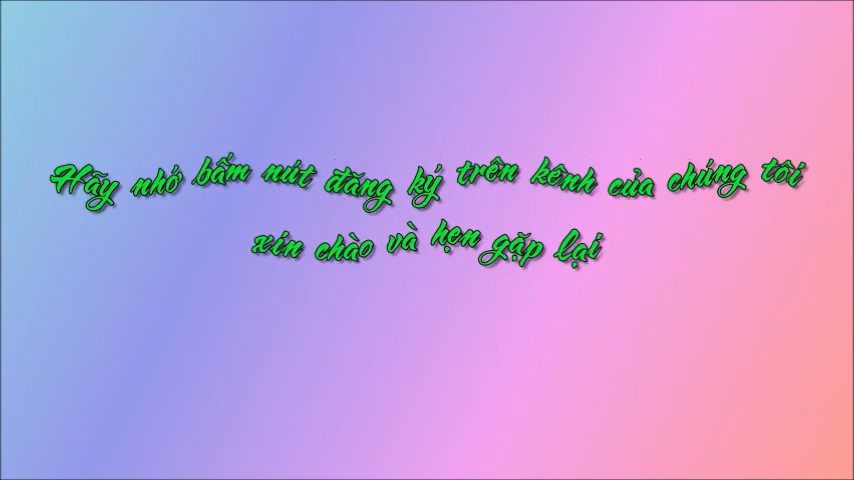 Hãy nhớ bấm nút đăng ký trên kênh của chúng tôi
xin chào và hẹn gặp lại